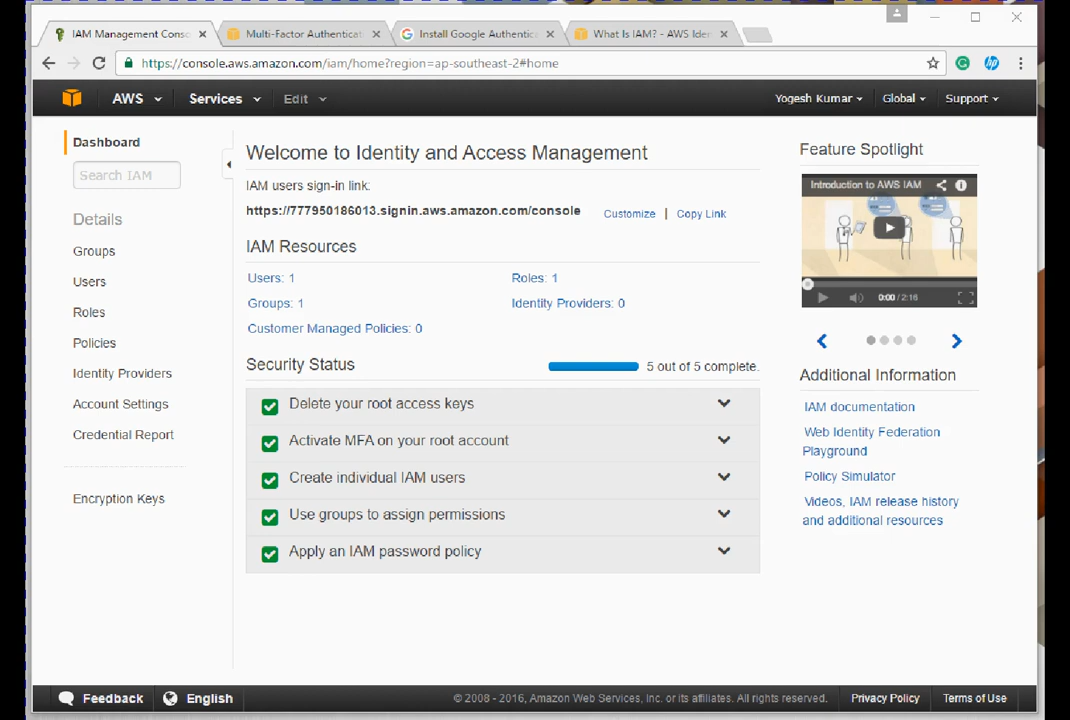 IAM Management Conso
Multi-Factor Authenticat
Install Google Authentic
What Is IAM? - AWS Iden
https://console.aws.amazon.com/iam/home?region=ap-southeast-2#home
AWS
Services
Edit
Yogesh Kumar
Global
Support
Dashboard
Search IAM
Details
Groups
Users
Roles
Policies
Identity Providers
Account Settings
Credential Report
Encryption Keys
Welcome to Identity and Access Management
IAM users sign-in link:
https://777950186013.signin.aws.amazon.com/console
Customize | Copy Link
IAM Resources
Users: 1
Roles: 1
Groups: 1
Identity Providers: 0
Customer Managed Policies: 0
Security Status
5 out of 5 complete.
Delete your root access keys
Activate MFA on your root account
Create individual IAM users
Use groups to assign permissions
Apply an IAM password policy
Feature Spotlight
Introduction to AWS IAM
0:00 / 2:16
Additional Information
IAM documentation
Web Identity Federation
Playground
Policy Simulator
Videos, IAM release history
and additional resources
Feedback
English
© 2008 - 2016, Amazon Web Services, Inc. or its affiliates. All rights reserved.
Privacy Policy
Terms of Use